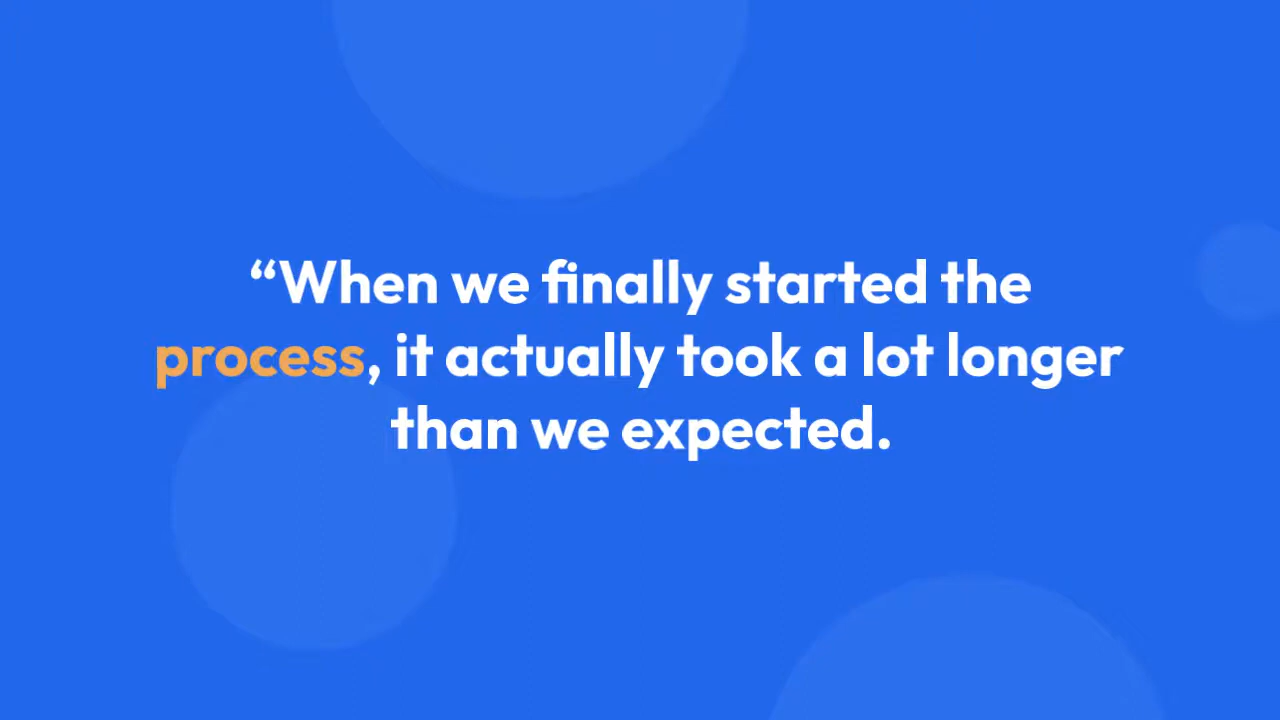 “When we finally started the
process, it actually took a lot longer
than we expected.